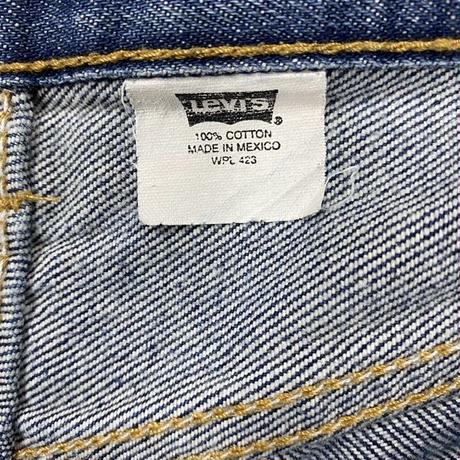 LEVI'S
®
100% COTTON
MADE IN MEXICO
WPL 423